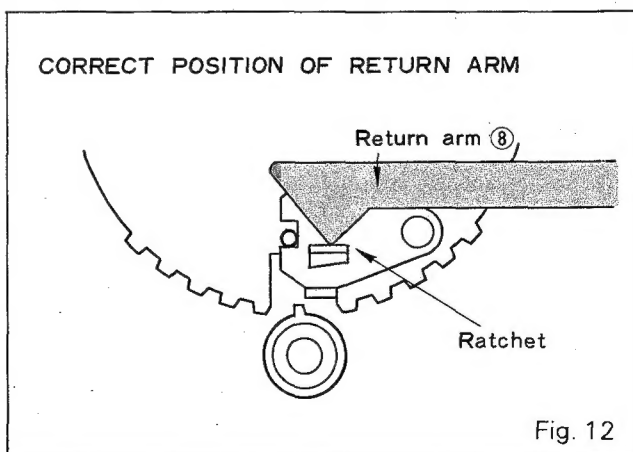 CORRECT POSITION OF RETURN ARM
Return arm ⑧
Ratchet
Fig. 12